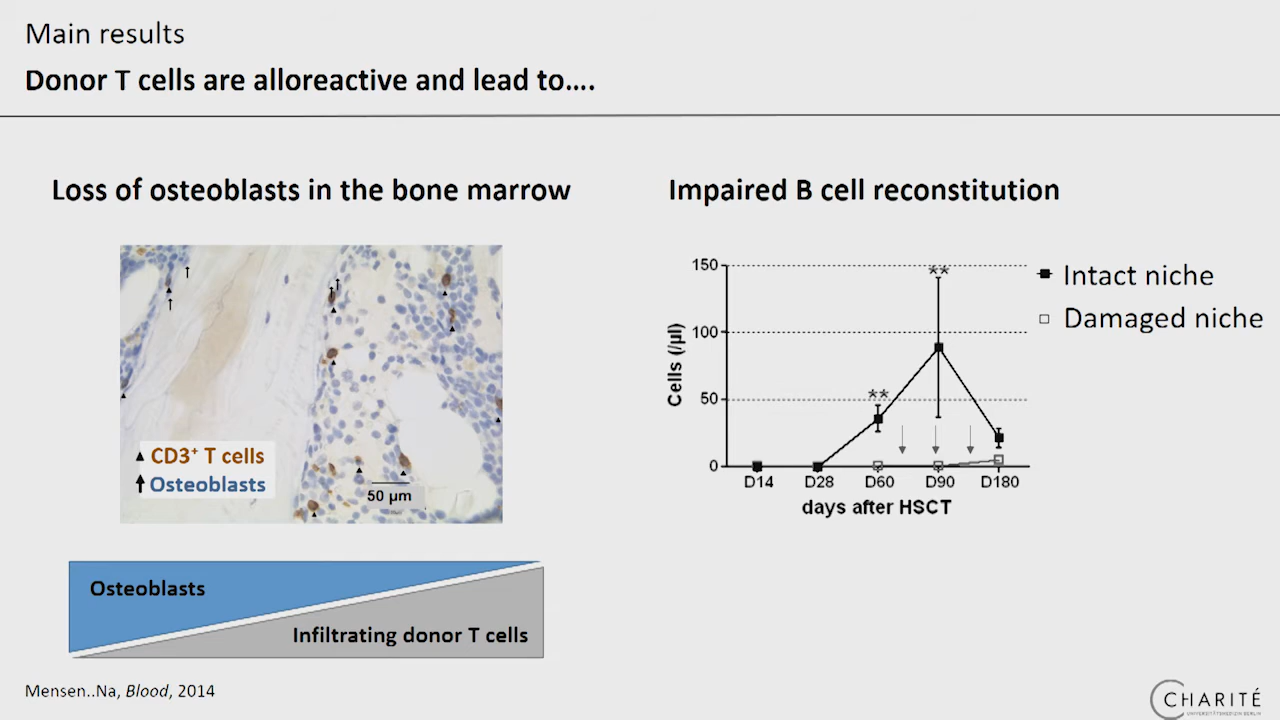 Main results
Donor T cells are alloreactive and lead to….
Loss of osteoblasts in the bone marrow
CD3⁺ T cells
Osteoblasts
50 µm
Osteoblasts
Infiltrating donor T cells
Impaired B cell reconstitution
150
100
50
0
Cells (/µl)
**
**
D14 D28 D60 D90 D180
days after HSCT
Intact niche
Damaged niche
Mensen..Na, Blood, 2014
CHARITÉ
UNIVERSITÄTSMEDIZIN BERLIN